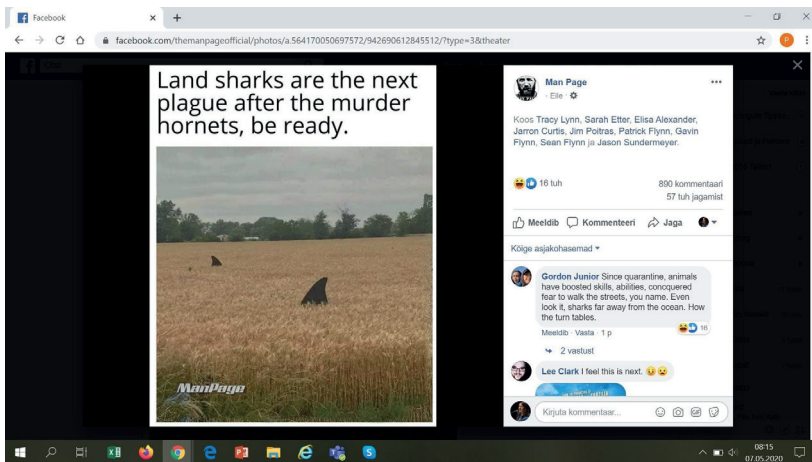 Facebook
facebook.com/themanpageofficial/photos/a.564170050697572/942690612845512/?type=3&theater
Land sharks are the next
plague after the murder
hornets, be ready.
ManPage
Man Page
· Eile ·
Koos Tracy Lynn, Sarah Etter, Elisa Alexander,
Jarron Curtis, Jim Poitras, Patrick Flynn, Gavin
Flynn, Sean Flynn ja Jason Sundermeyer.
16 tuh
890 kommentaari
57 tuh jagamist
Meeldib Kommenteeri Jaga
Kõige asjakohasemad
Gordon Junior Since quarantine, animals
have boosted skills, abilities, concquered
fear to walk the streets, you name. Even
look it, sharks far away from the ocean. How
the turn tables.
Meeldib · Vasta · 1 p
16
2 vastust
Lee Clark I feel this is next.
Kirjuta kommentaar...
GIF
08:15
07.05.2020